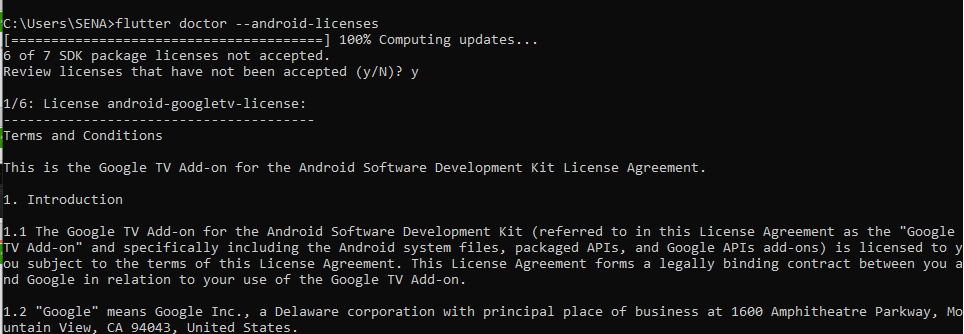 C:\Users\SENA>flutter doctor --android-licenses
[=======================================] 100% Computing updates...
6 of 7 SDK package licenses not accepted.
Review licenses that have not been accepted (y/N)? y
1/6: License android-googletv-license:
---------------------------------------
Terms and Conditions
This is the Google TV Add-on for the Android Software Development Kit License Agreement.
1. Introduction
1.1 The Google TV Add-on for the Android Software Development Kit (referred to in this License Agreement as the "Google
TV Add-on" and specifically including the Android system files, packaged APIs, and Google APIs add-ons) is licensed to y
ou subject to the terms of this License Agreement. This License Agreement forms a legally binding contract between you a
nd Google in relation to your use of the Google TV Add-on.
1.2 "Google" means Google Inc., a Delaware corporation with principal place of business at 1600 Amphitheatre Parkway, Mo
untain View, CA 94043, United States.